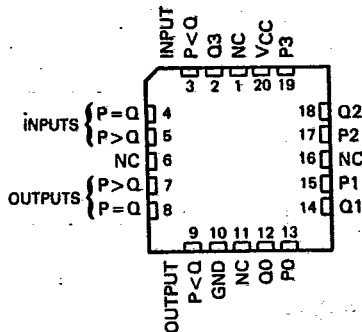 INPUT
P<Q
Q3
NC
VCC
P3
3 2 1 20 19
INPUTS
P=Q 4
P>Q 5
NC 6
OUTPUTS
P>Q 7
P=Q 8
18 Q2
17 P2
16 NC
15 P1
14 Q1
9 10 11 12 13
OUTPUT
P<Q
GND
NC
Q0
P0